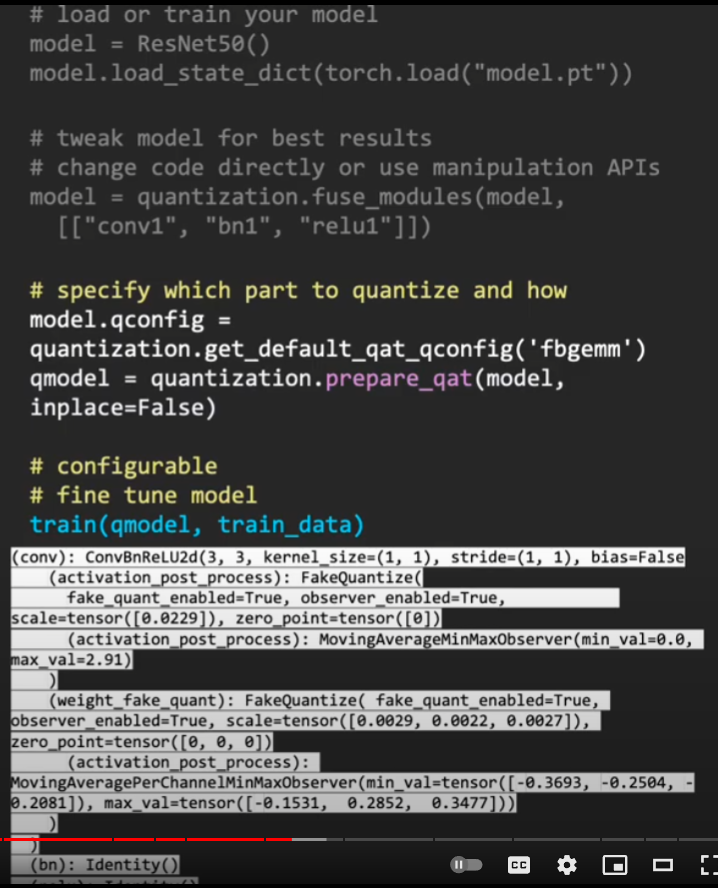 # load or train your model
model = ResNet50()
model.load_state_dict(torch.load("model.pt"))
# tweak model for best results
# change code directly or use manipulation APIs
model = quantization.fuse_modules(model,
[["conv1", "bn1", "relu1"]])
# specify which part to quantize and how
model.qconfig =
quantization.get_default_qat_qconfig('fbgemm')
qmodel = quantization.prepare_qat(model,
inplace=False)
# configurable
# fine tune model
train(qmodel, train_data)
(conv): ConvBnReLU2d(3, 3, kernel_size=(1, 1), stride=(1, 1), bias=False
(activation_post_process): FakeQuantize(
fake_quant_enabled=True, observer_enabled=True,
scale=tensor([0.0229]), zero_point=tensor([0])
(activation_post_process): MovingAverageMinMaxObserver(min_val=0.0,
max_val=2.91)
)
(weight_fake_quant): FakeQuantize( fake_quant_enabled=True,
observer_enabled=True, scale=tensor([0.0029, 0.0022, 0.0027]),
zero_point=tensor([0, 0, 0])
(activation_post_process):
MovingAveragePerChannelMinMaxObserver(min_val=tensor([-0.3693, -0.2504, -
0.2081]), max_val=tensor([-0.1531, 0.2852, 0.3477]))
)
)
(bn): Identity()
CC